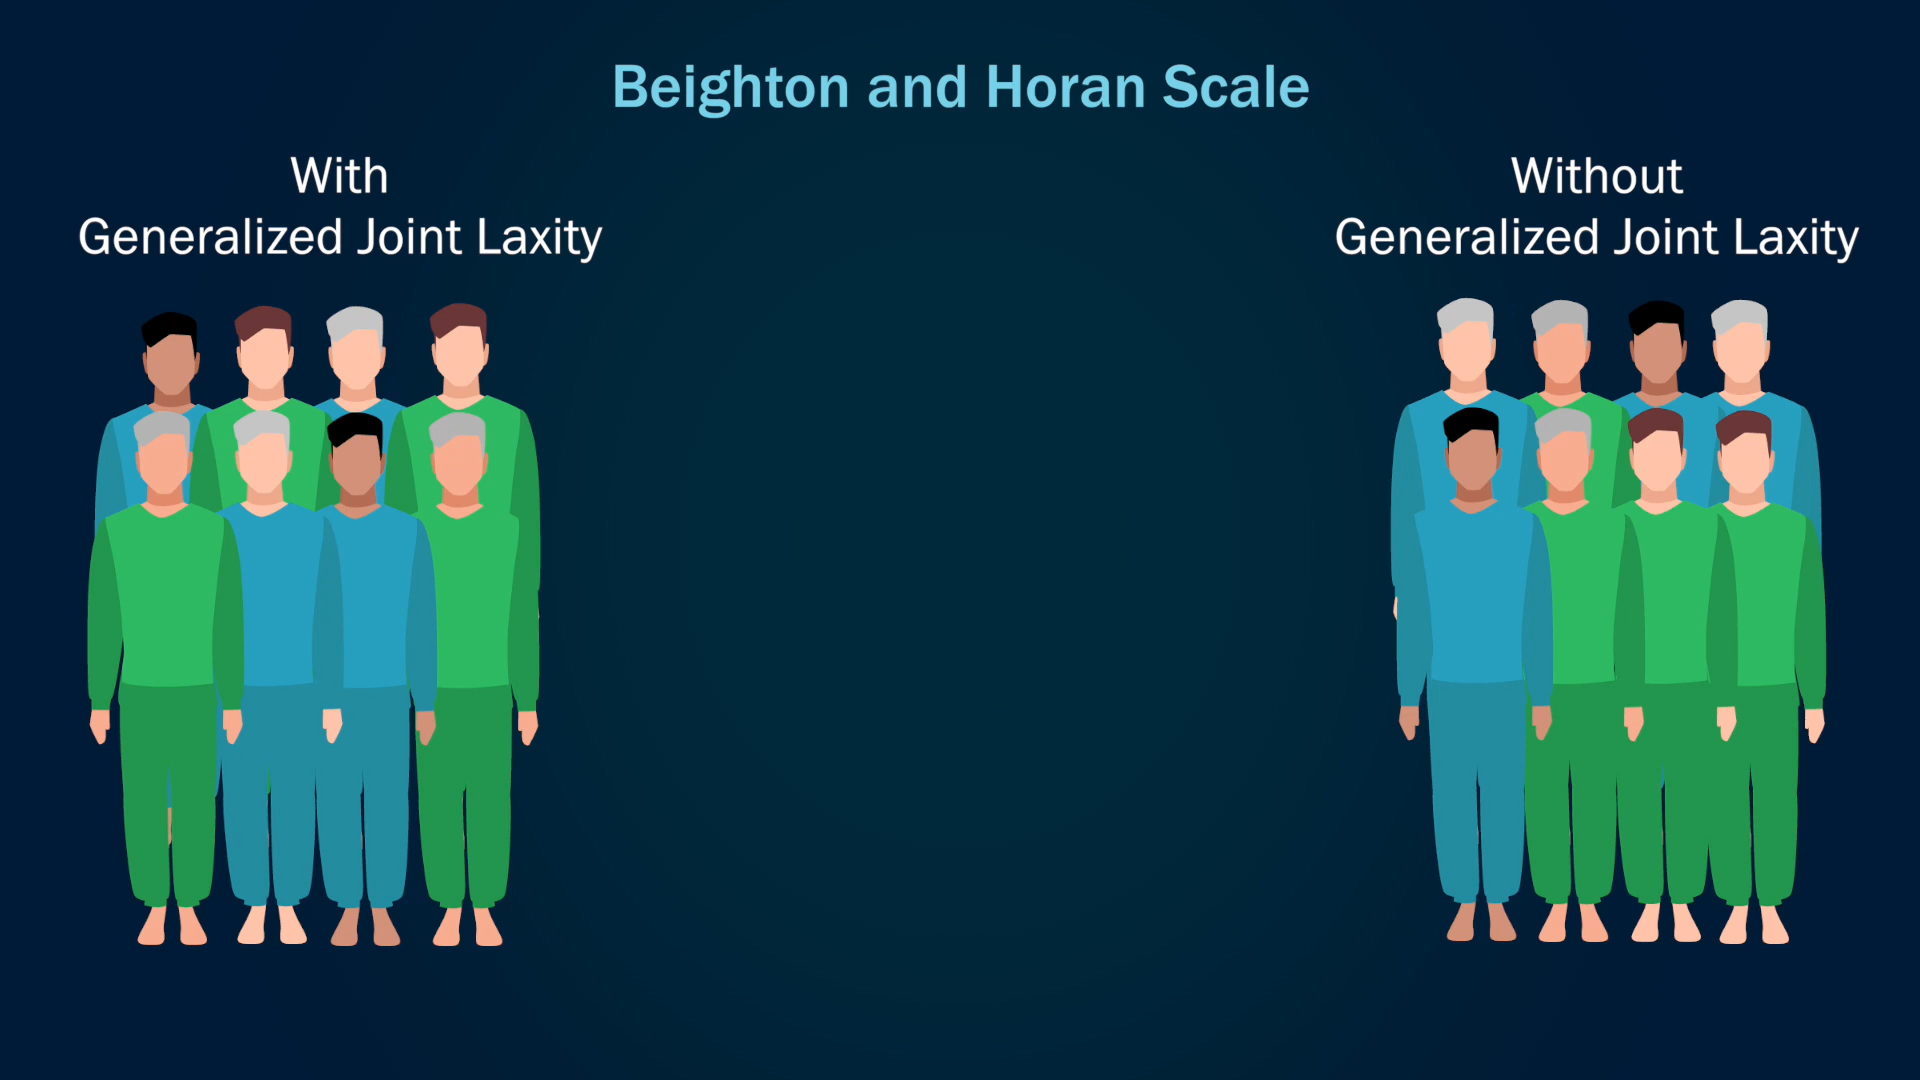 Beighton and Horan Scale
With
Generalized Joint Laxity
Without
Generalized Joint Laxity